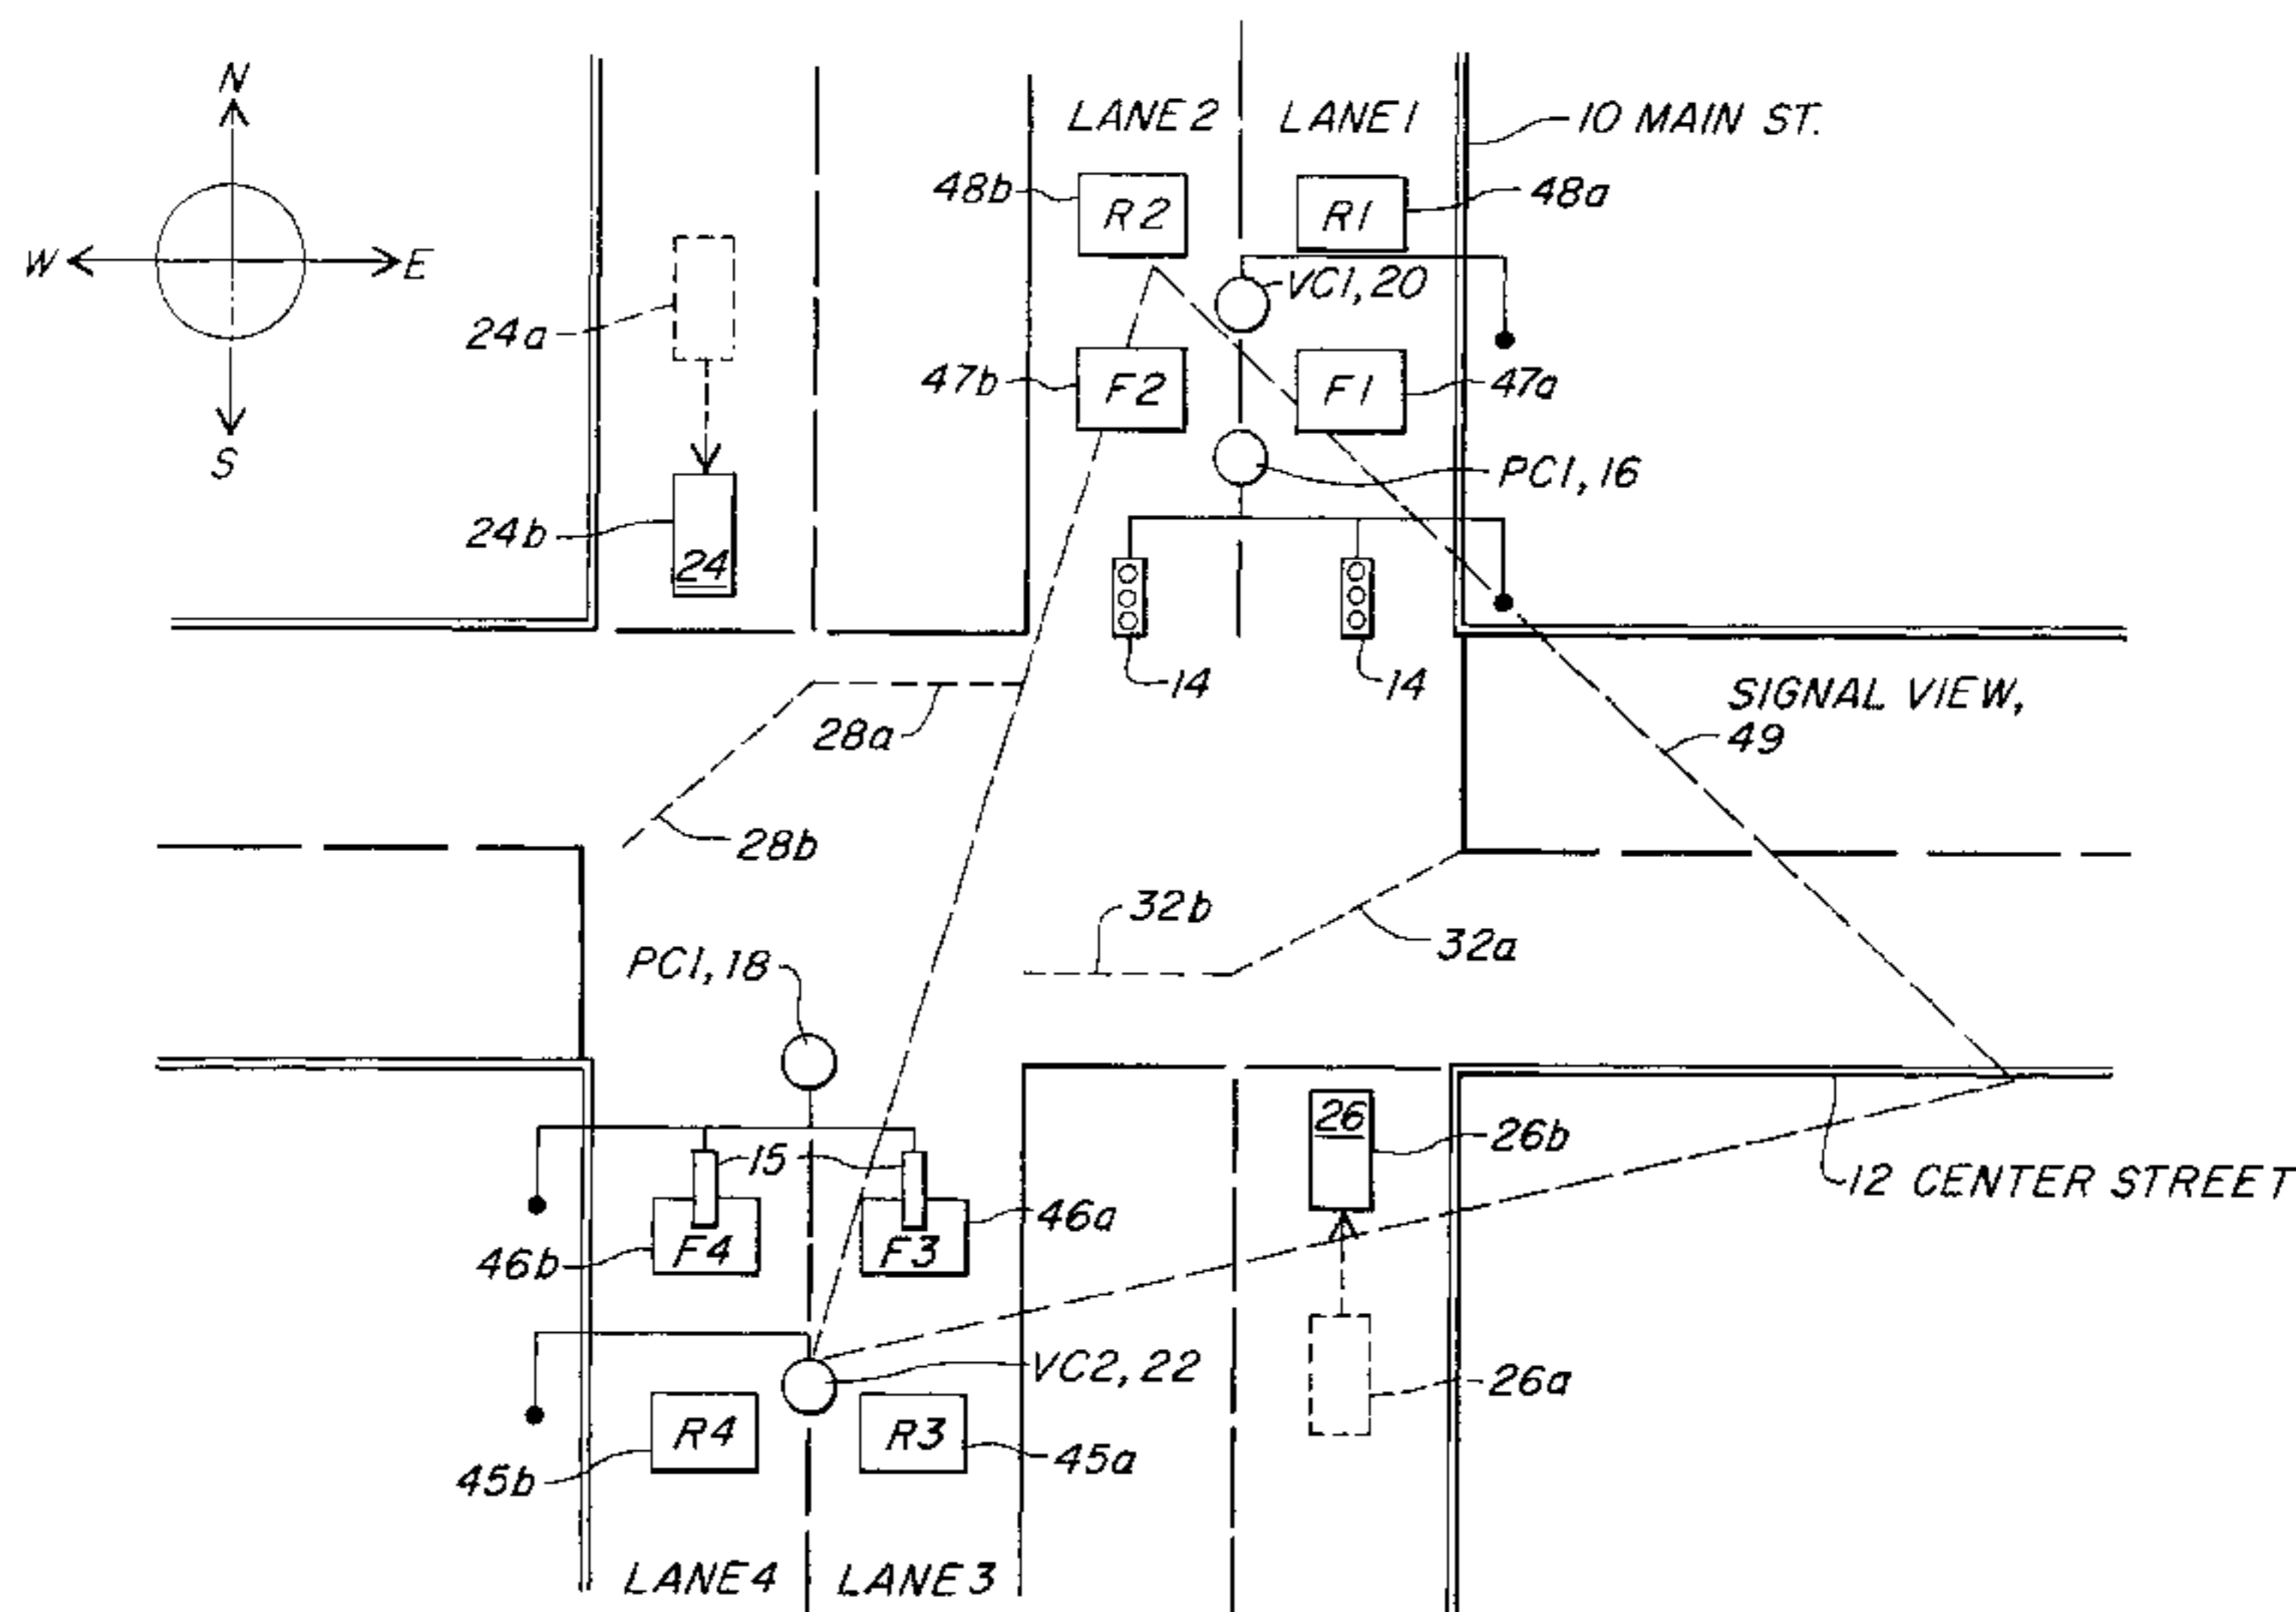 N
LANE 2
LANE 1
10 MAIN ST.
48b
R2
R1
48a
W
E
VC1, 20
24a
47b
F2
F1
47a
S
PC1, 16
24b
24
14
14
SIGNAL VIEW,
49
28a
28b
32b
32a
PC1, 18
26
26b
15
12 CENTER STREET
46a
46b
F4
F3
VC2, 22
26a
R4
R3
45b
45a
LANE 4
LANE 3